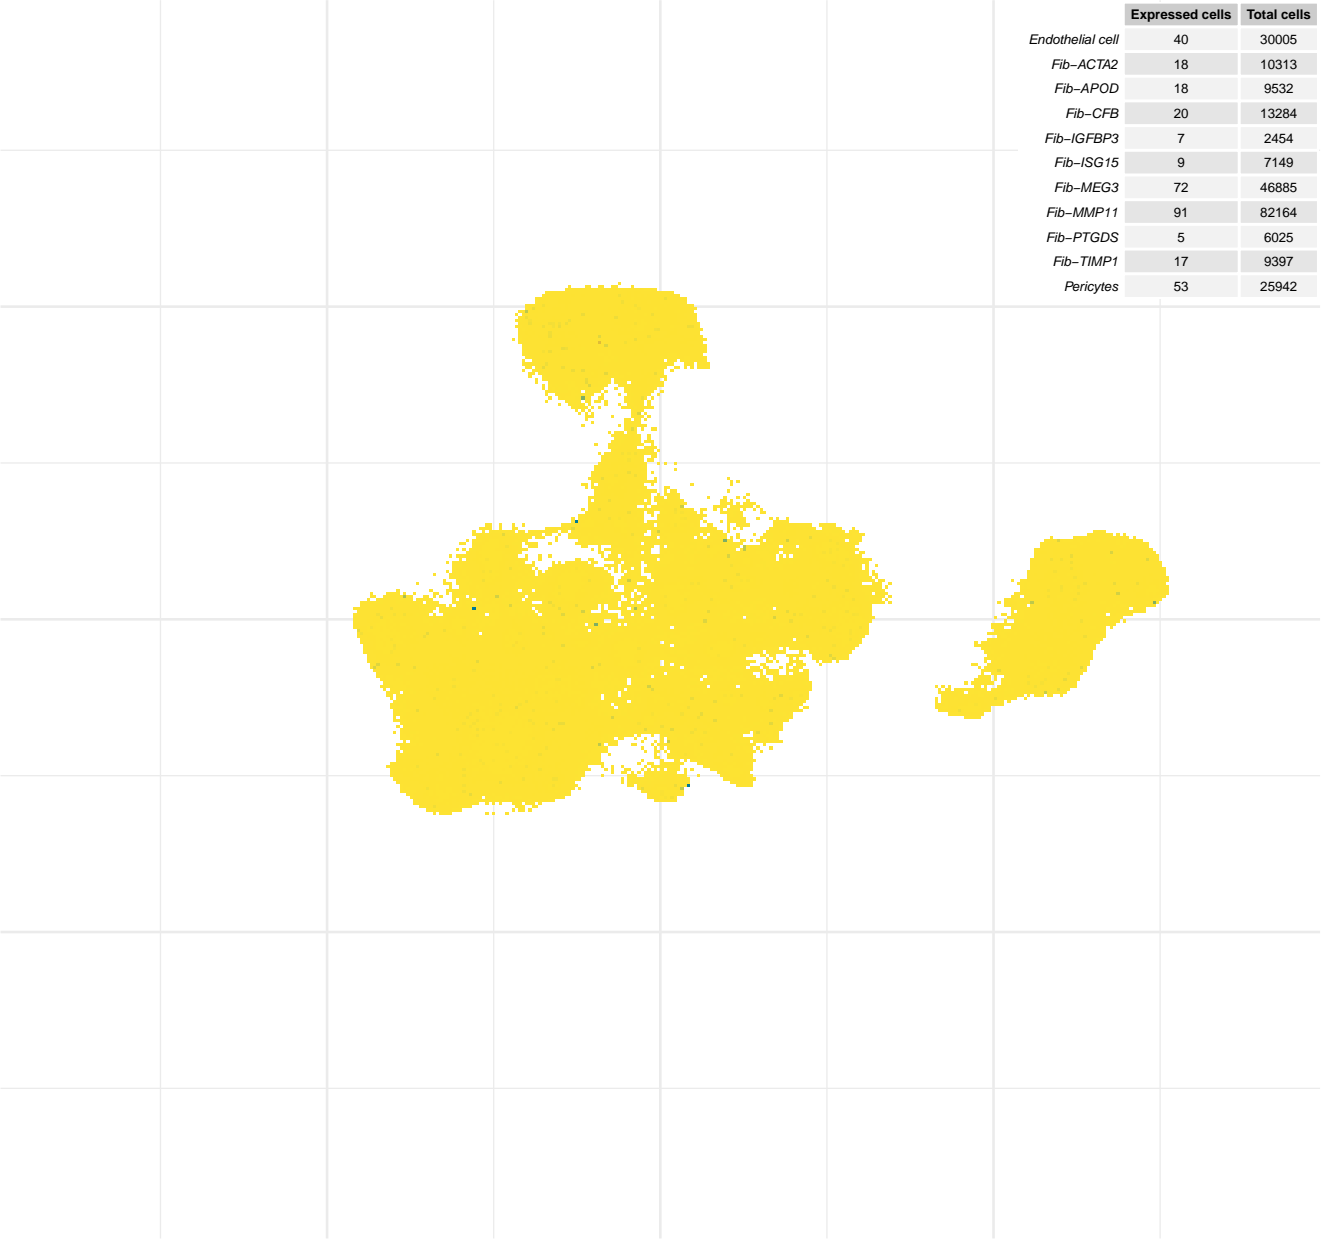 Expressed cells Total cells
Endothelial cell 40 30005
Fib−ACTA2 18 10313
Fib−APOD 18 9532
Fib−CFB 20 13284
Fib−IGFBP3 7 2454
Fib−ISG15 9 7149
Fib−MEG3 72 46885
Fib−MMP11 91 82164
Fib−PTGDS 5 6025
Fib−TIMP1 17 9397
Pericytes 53 25942